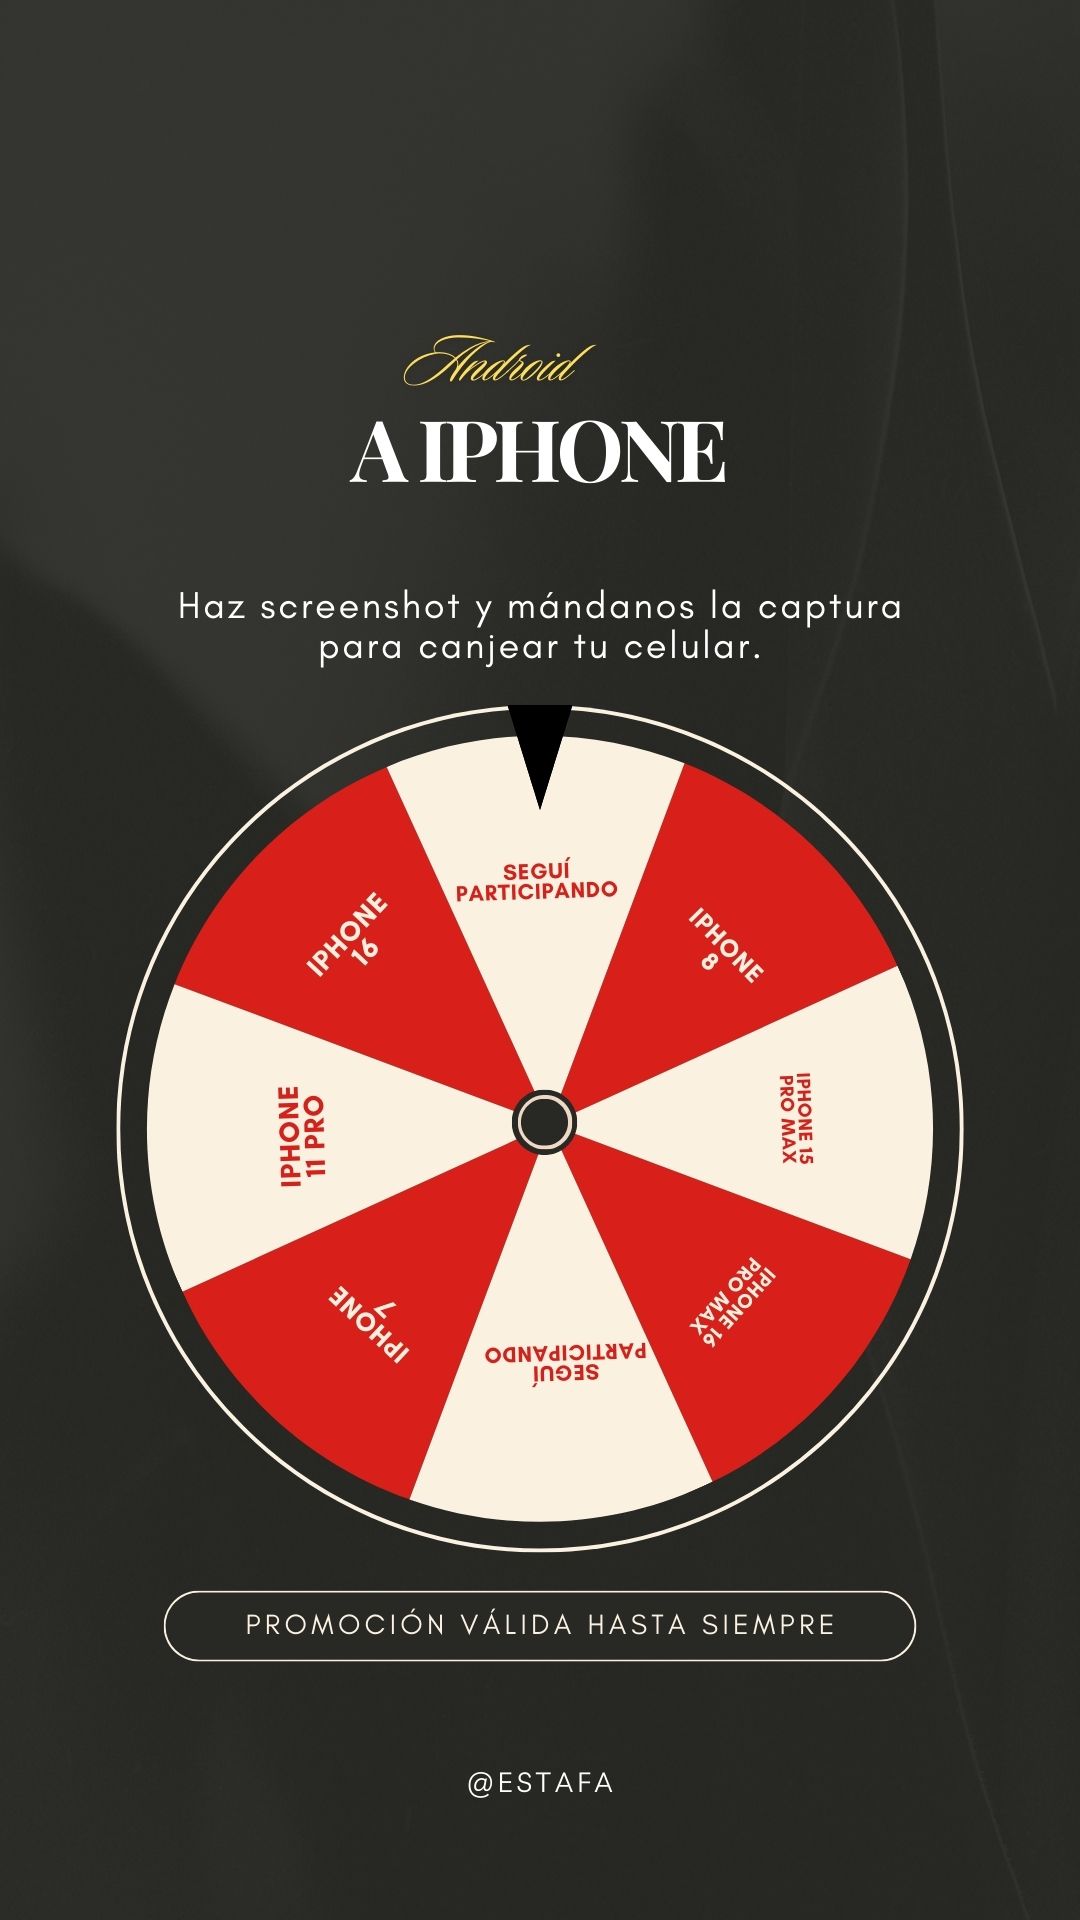 Android
A IPHONE
Haz screenshot y mándanos la captura
para canjear tu celular.
SEGUÍ
PARTICIPANDO
IPHONE
8
IPHONE 15
PRO MAX
IPHONE 16
PRO MAX
SEGUÍ
PARTICIPANDO
IPHONE
7
IPHONE
11 PRO
IPHONE
16
PROMOCIÓN VÁLIDA HASTA SIEMPRE
@ESTAFA